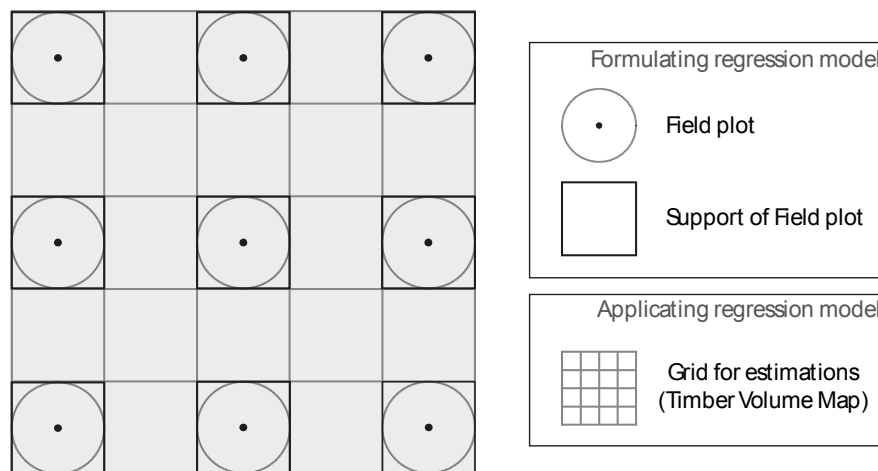 Formulating regression model
Field plot
Support of Field plot
Applicating regression model
Grid for estimations
(Timber Volume Map)